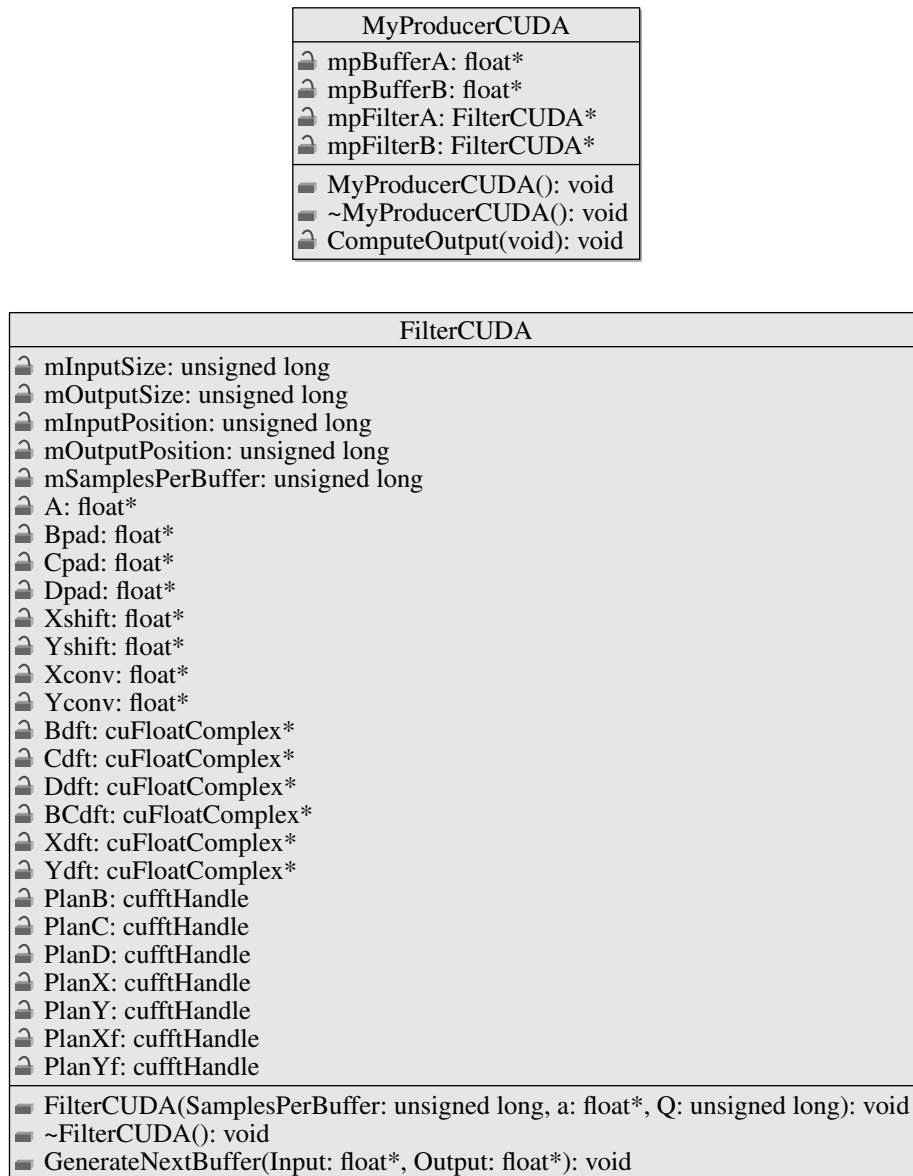 MyProducerCUDA
mpBufferA: float*
mpBufferB: float*
mpFilterA: FilterCUDA*
mpFilterB: FilterCUDA*
MyProducerCUDA(): void
~MyProducerCUDA(): void
ComputeOutput(void): void
FilterCUDA
mInputSize: unsigned long
mOutputSize: unsigned long
mInputPosition: unsigned long
mOutputPosition: unsigned long
mSamplesPerBuffer: unsigned long
A: float*
Bpad: float*
Cpad: float*
Dpad: float*
Xshift: float*
Yshift: float*
Xconv: float*
Yconv: float*
Bdft: cuFloatComplex*
Cdft: cuFloatComplex*
Ddft: cuFloatComplex*
BCdft: cuFloatComplex*
Xdft: cuFloatComplex*
Ydft: cuFloatComplex*
PlanB: cufftHandle
PlanC: cufftHandle
PlanD: cufftHandle
PlanX: cufftHandle
PlanY: cufftHandle
PlanXf: cufftHandle
PlanYf: cufftHandle
FilterCUDA(SamplesPerBuffer: unsigned long, a: float*, Q: unsigned long): void
~FilterCUDA(): void
GenerateNextBuffer(Input: float*, Output: float*): void